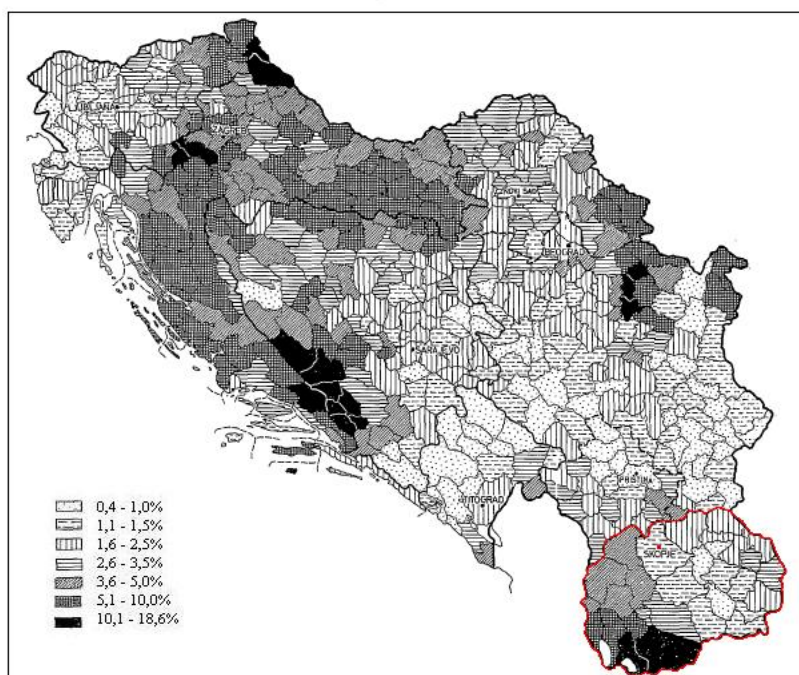 LJUBLJANA
ZAGREB
NOVI SAD
BEOGRAD
SARAJEVO
PRIŠTINA
TITOGRAD
SKOPJE
0,4 - 1,0%
1,1 - 1,5%
1,6 - 2,5%
2,6 - 3,5%
3,6 - 5,0%
5,1 - 10,0%
10,1 - 18,6%